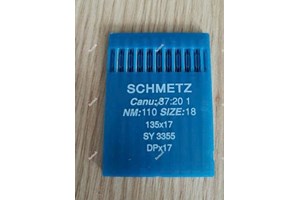 SCHMETZ
Canu:;87:20 1
NM:110 SIZE:18
135x17
SY 3355
DPx17